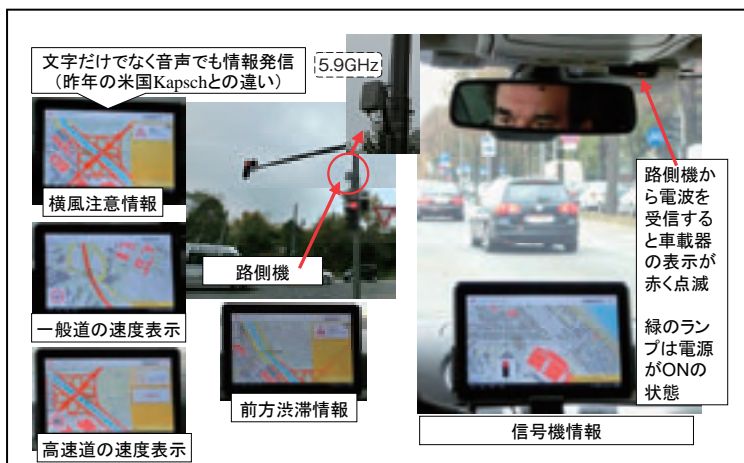 文字だけでなく音声でも情報発信
（昨年の米国Kapschとの違い）
5.9GHz
横風注意情報
路側機
一般道の速度表示
前方渋滞情報
高速道の速度表示
路側機か
ら電波を
受信する
と車載器
の表示が
赤く点滅
緑のラン
プは電源
がONの
状態
信号機情報